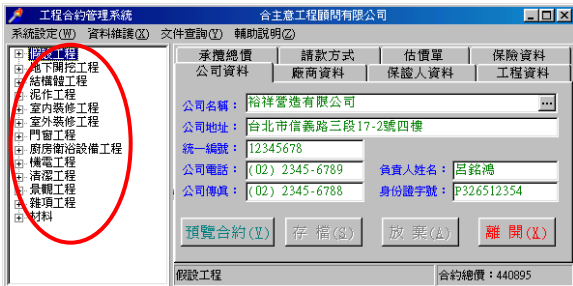 工程合約管理系統 合主意工程顧問有限公司
系統設定(W) 資料維護(X) 文件查詢(Y) 輔助說明(Z)
假設工程
地下開挖工程
結構體工程
泥作工程
室內裝修工程
室外裝修工程
門窗工程
廚房衛浴設備工程
機電工程
清潔工程
景觀工程
雜項工程
材料
承攬總價 請款方式 估價單 保險資料
公司資料 廠商資料 保證人資料 工程資料
公司名稱： 裕祥營造有限公司 ...
公司地址： 台北市信義路三段17-2號四樓
統一編號： 12345678
公司電話： (02) 2345-6789 負責人姓名： 呂銘鴻
公司傳真： (02) 2345-6788 身份證字號： P326512354
預覽合約(Y) 存 檔(S) 放 棄(A) 離 開(X)
假設工程 合約總價：440895